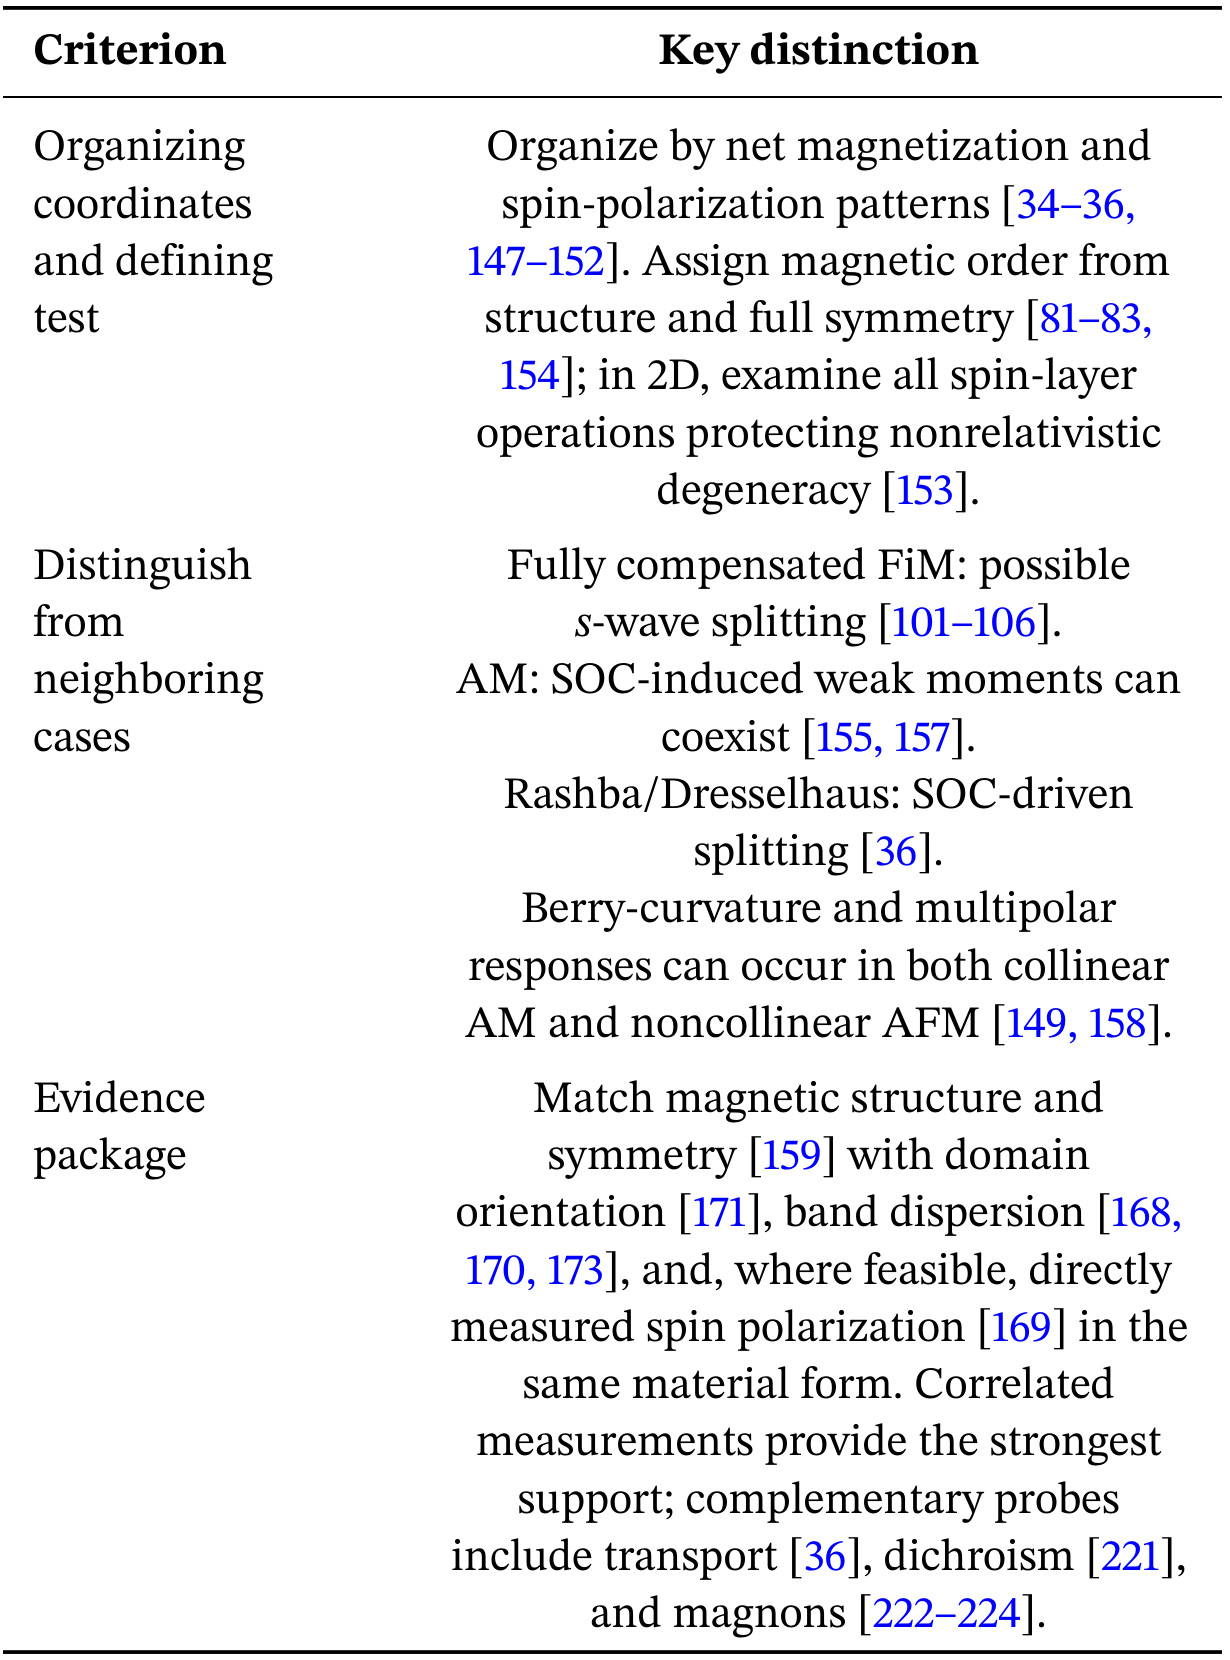 Criterion
Key distinction
Organizing
coordinates
and defining
test
Organize by net magnetization and
spin-polarization patterns [34–36,
147–152]. Assign magnetic order from
structure and full symmetry [81–83,
154]; in 2D, examine all spin-layer
operations protecting nonrelativistic
degeneracy [153].
Distinguish
from
neighboring
cases
Fully compensated FiM: possible
s-wave splitting [101–106].
AM: SOC-induced weak moments can
coexist [155, 157].
Rashba/Dresselhaus: SOC-driven
splitting [36].
Berry-curvature and multipolar
responses can occur in both collinear
AM and noncollinear AFM [149, 158].
Evidence
package
Match magnetic structure and
symmetry [159] with domain
orientation [171], band dispersion [168,
170, 173], and, where feasible, directly
measured spin polarization [169] in the
same material form. Correlated
measurements provide the strongest
support; complementary probes
include transport [36], dichroism [221],
and magnons [222–224].